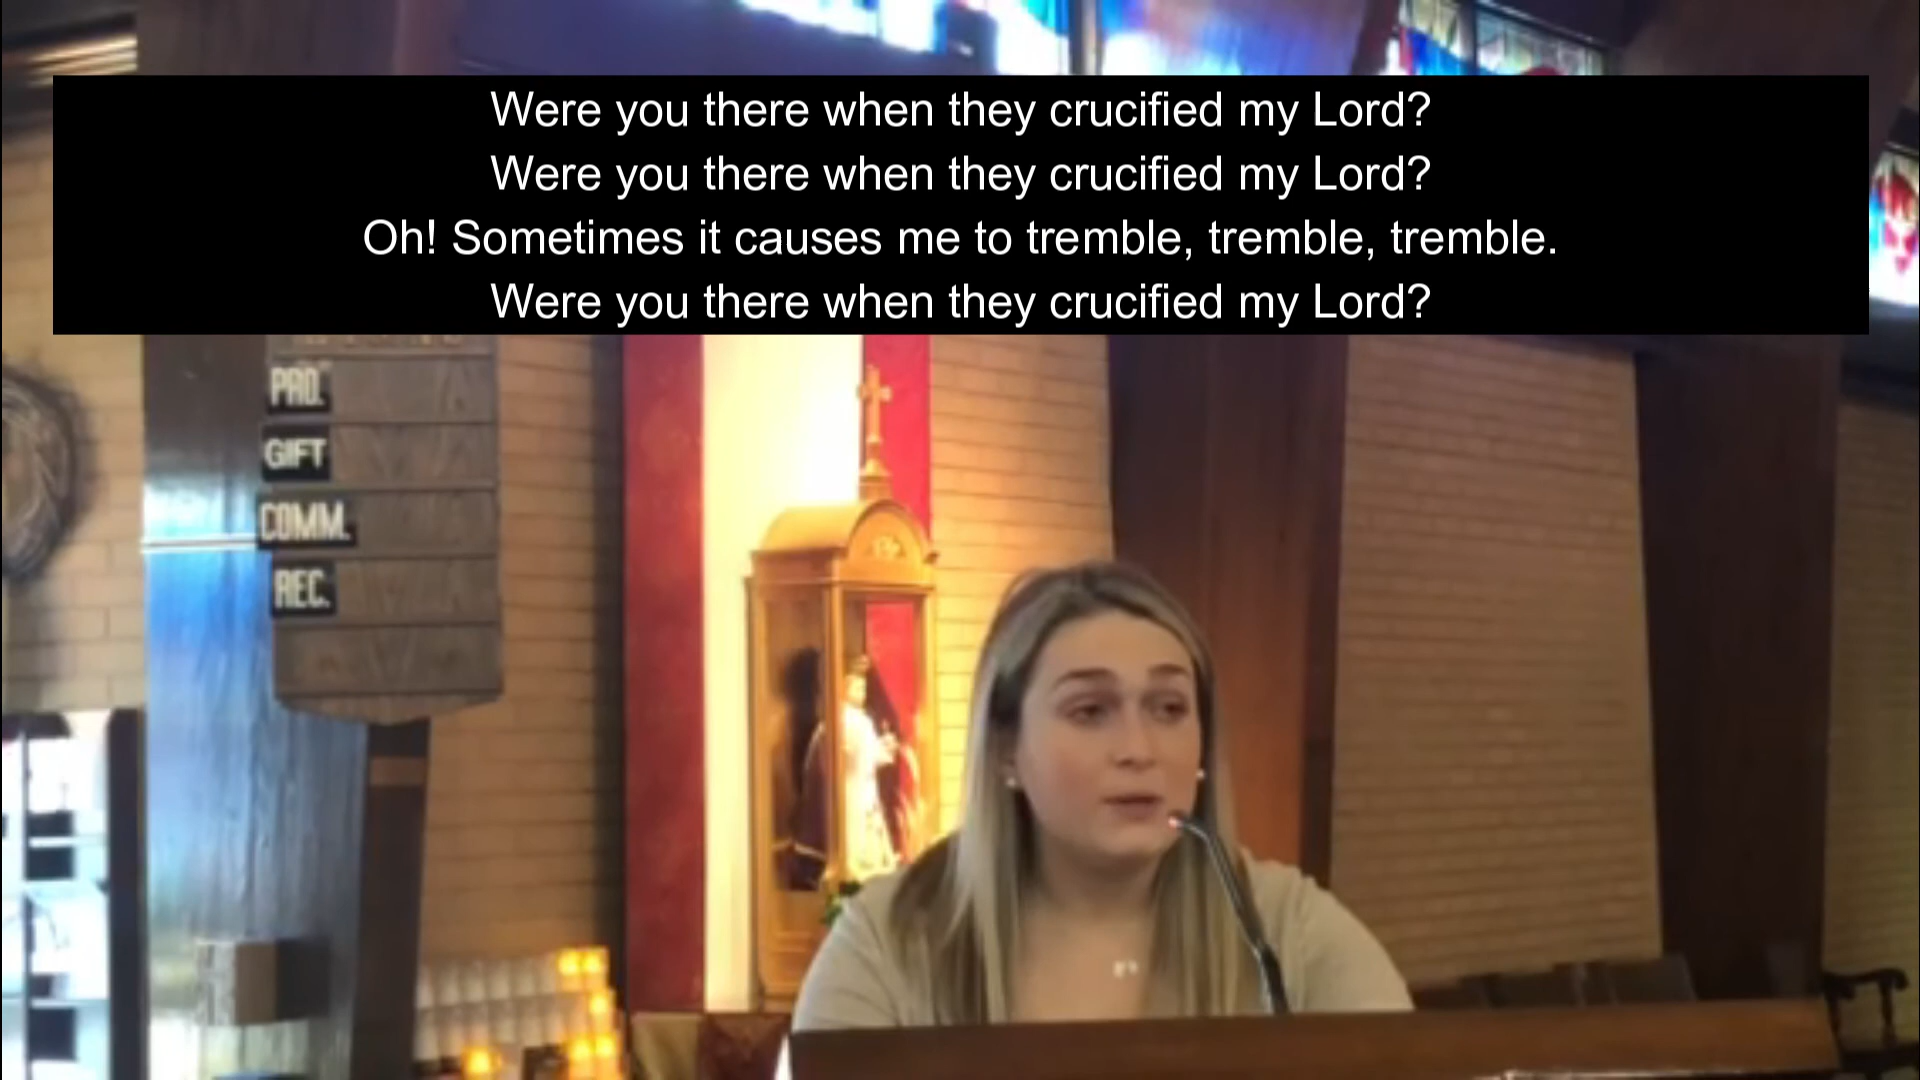 Were you there when they crucified my Lord?
Were you there when they crucified my Lord?
Oh! Sometimes it causes me to tremble, tremble, tremble.
Were you there when they crucified my Lord?
PRO.
GIFT
COMM.
REC.